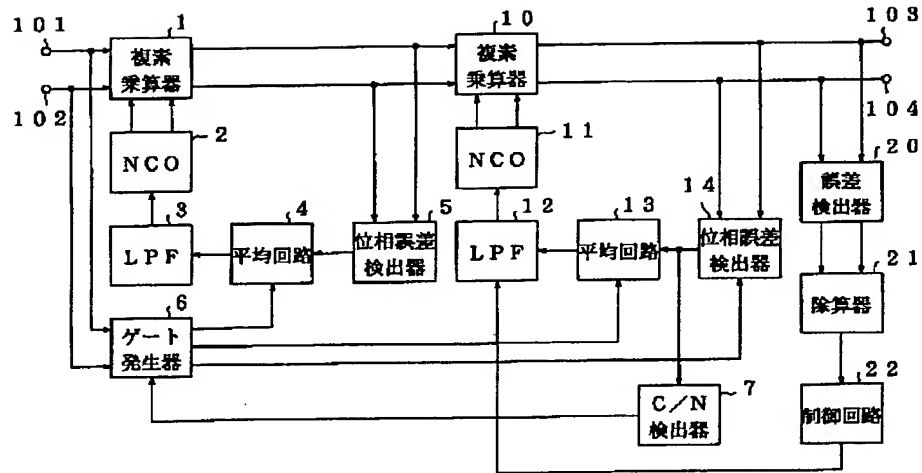 101
1
10
103
複素
乗算器
複素
乗算器
102
104
2
11
20
NCO
NCO
誤差
検出器
3
4
5
12
13
14
LPF
平均回路
位相誤差
検出器
LPF
平均回路
位相誤差
検出器
21
除算器
6
ゲート
発生器
22
7
C/N
検出器
制御回路